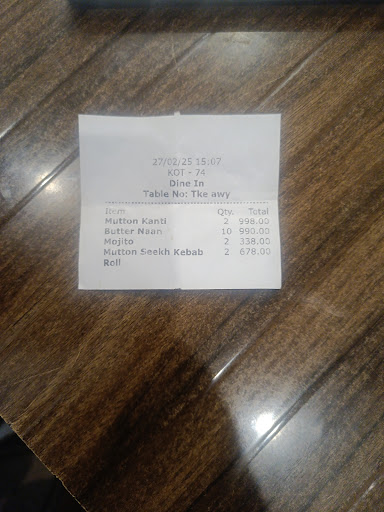 27/02/25 15:07
KOT - 74
Dine In
Table No: Tke awy
Item Qty. Total
Mutton Kanti 2 998.00
Butter Naan 10 990.00
Mojito 2 338.00
Mutton Seekh Kebab 2 678.00
Roll